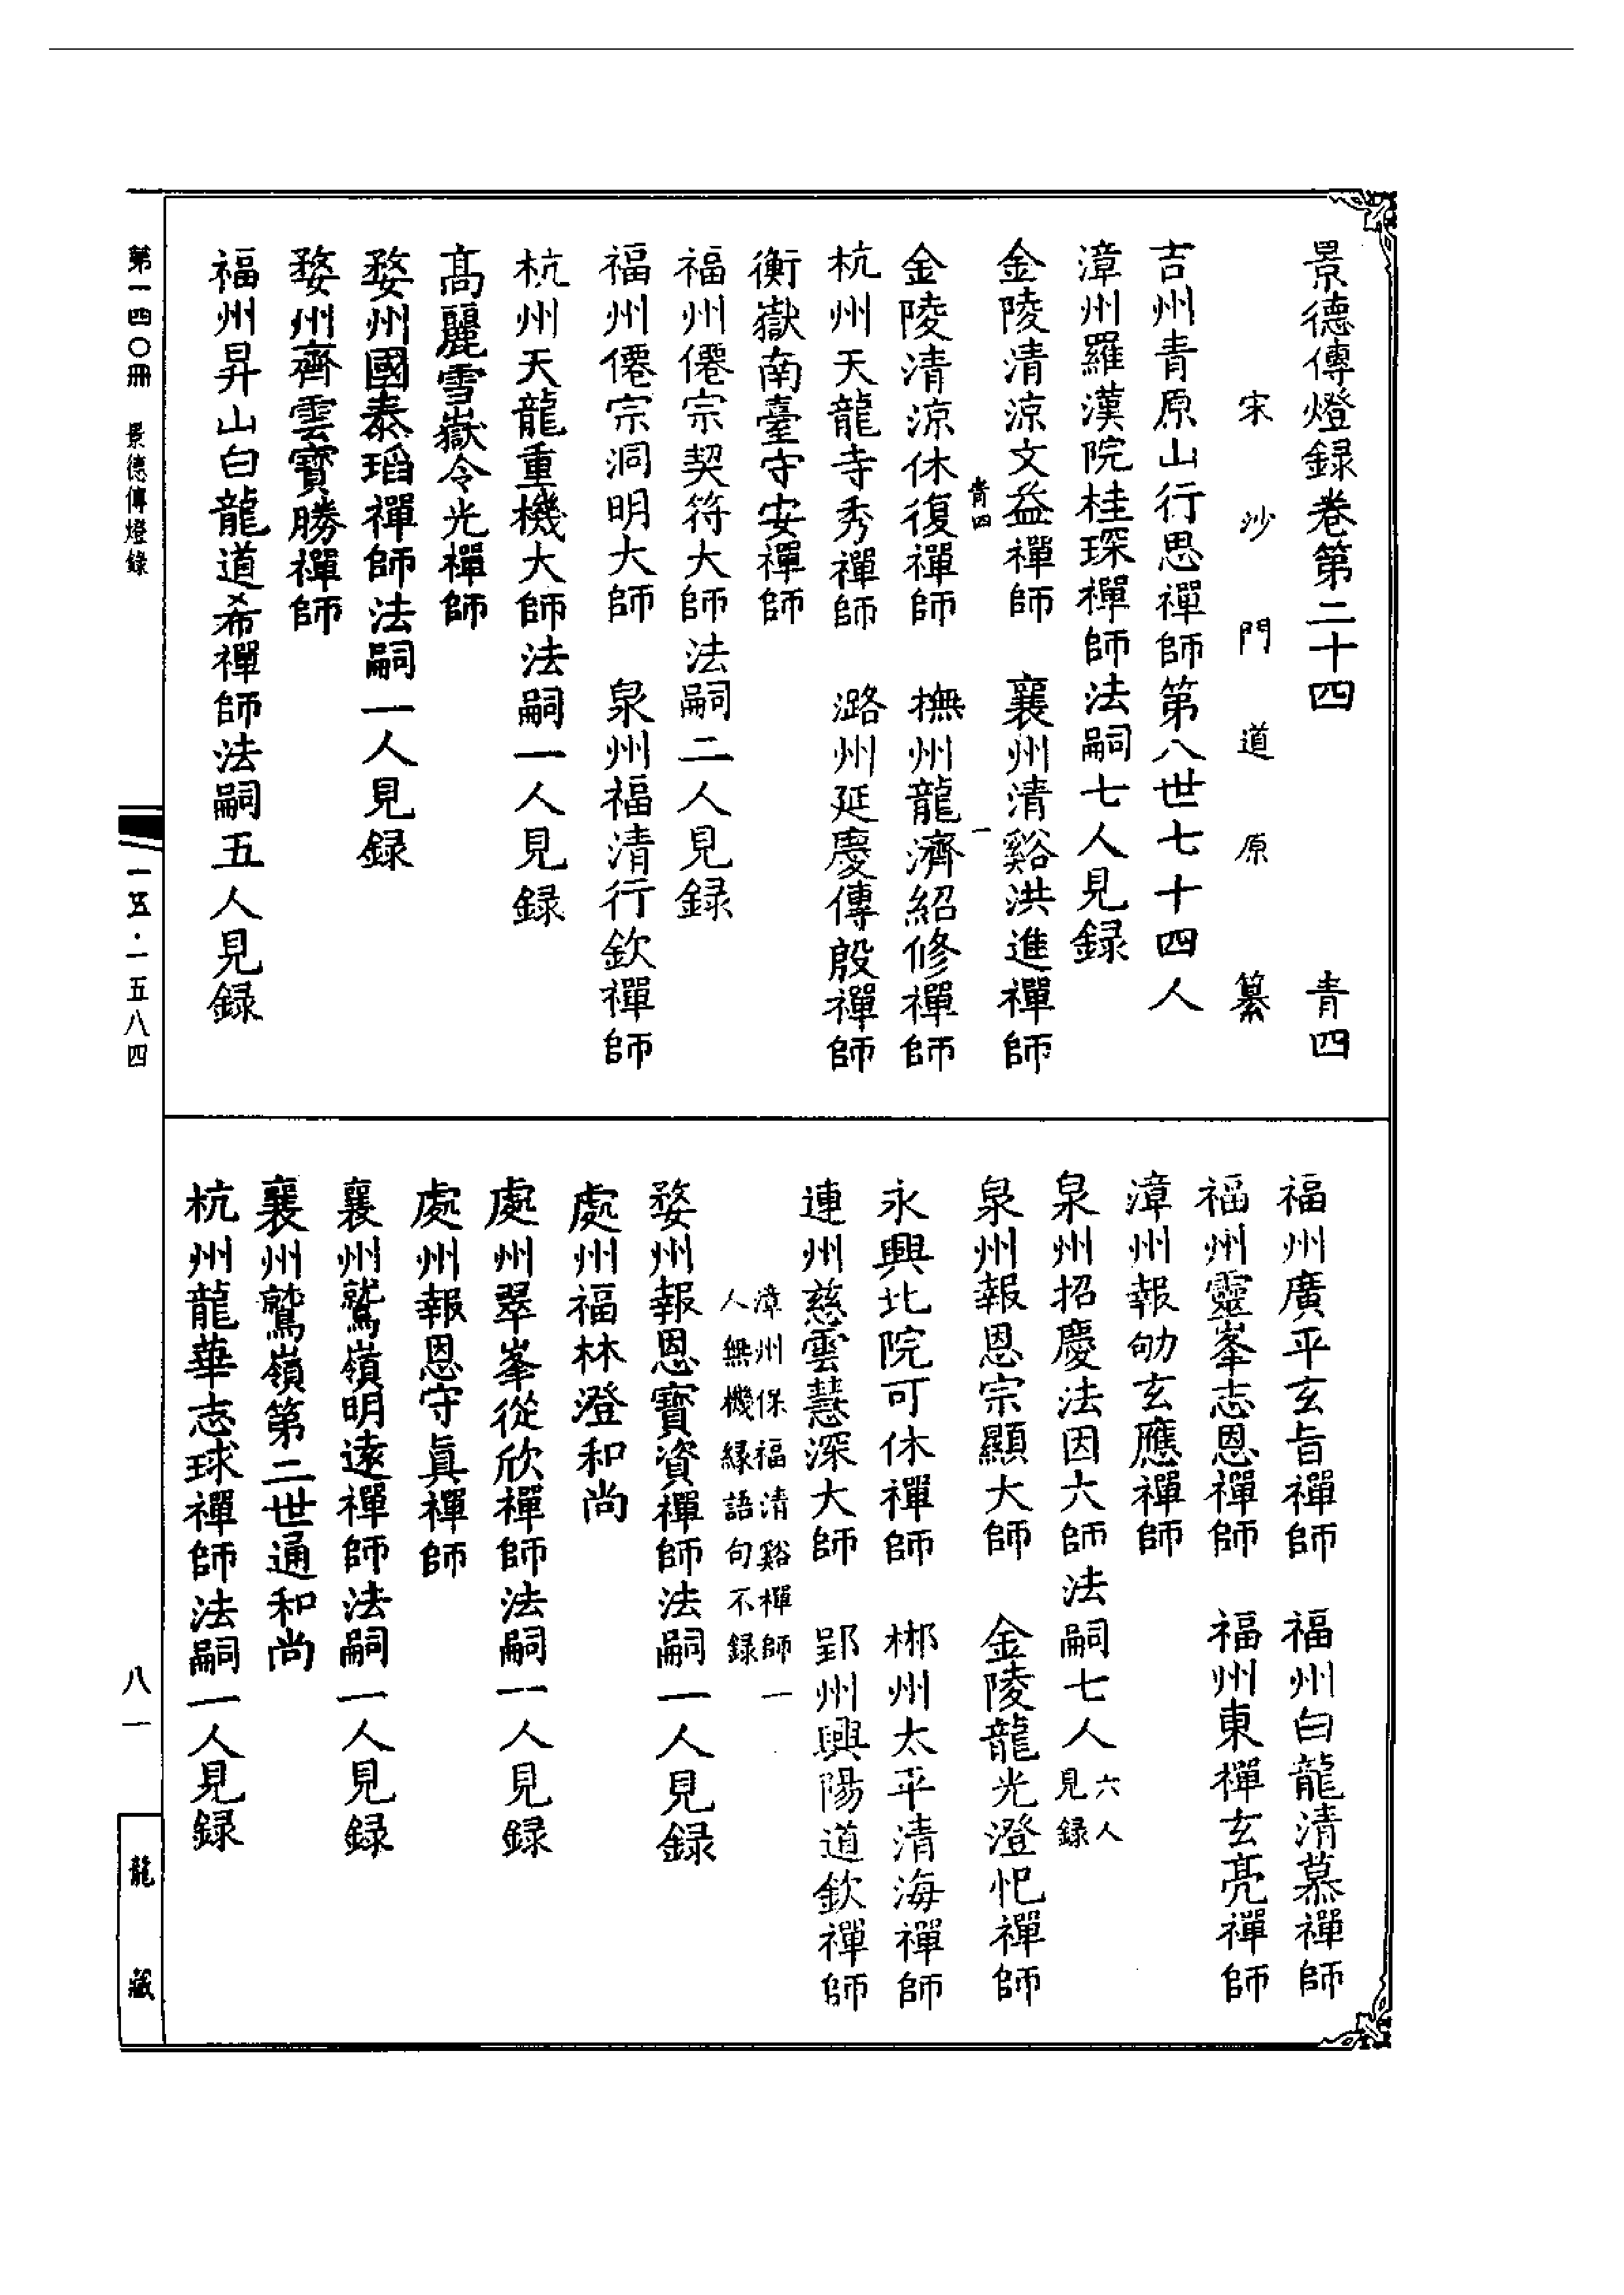 景德傳燈録卷第二十四　青四
宋沙門道原纂
吉州青原山行思禪師第八世七十四人
漳州羅漢院桂琛禪師法嗣七人見録
金陵清涼文益禪師　襄州清谿洪進禪師
青四　一
金陵清涼休復禪師　撫州龍濟紹修禪師
杭州天龍寺秀禪師　潞州延慶傳殷禪師
衡嶽南臺守安禪師
福州僊宗契符大師法嗣二人見録
福州僊宗洞明大師　泉州福清行欽禪師
杭州天龍重機大師法嗣一人見録
髙麗雪嶽令光禪師
婺州國泰瑫禪師法嗣一人見録
婺州齊雲寶勝禪師
福州昇山白龍道希禪師法嗣五人見録
福州廣平玄旨禪師　福州白龍清慕禪師
福州靈峯志恩禪師　福州東禪玄亮禪師
漳州報劬玄應禪師
泉州招慶法因大師法嗣七人六人見録
泉州報恩宗顯大師　金陵龍光澄忋禪師
永興北院可休禪師　郴州太平清海禪師
連州慈雲慧深大師　郢州興陽道欽禪師
漳州保福清谿禪師一
人無機緣語句不録
婺州報恩寶資禪師法嗣一人見録
處州福林澄和尚
處州翠峯從欣禪師法嗣一人見録
處州報恩守眞禪師
襄州鷲嶺明遠禪師法嗣一人見録
襄州鷲嶺第二世通和尚
杭州龍華志球禪師法嗣一人見録
第一四〇冊　景德傳燈錄
一五・一五八四
八一
龍藏